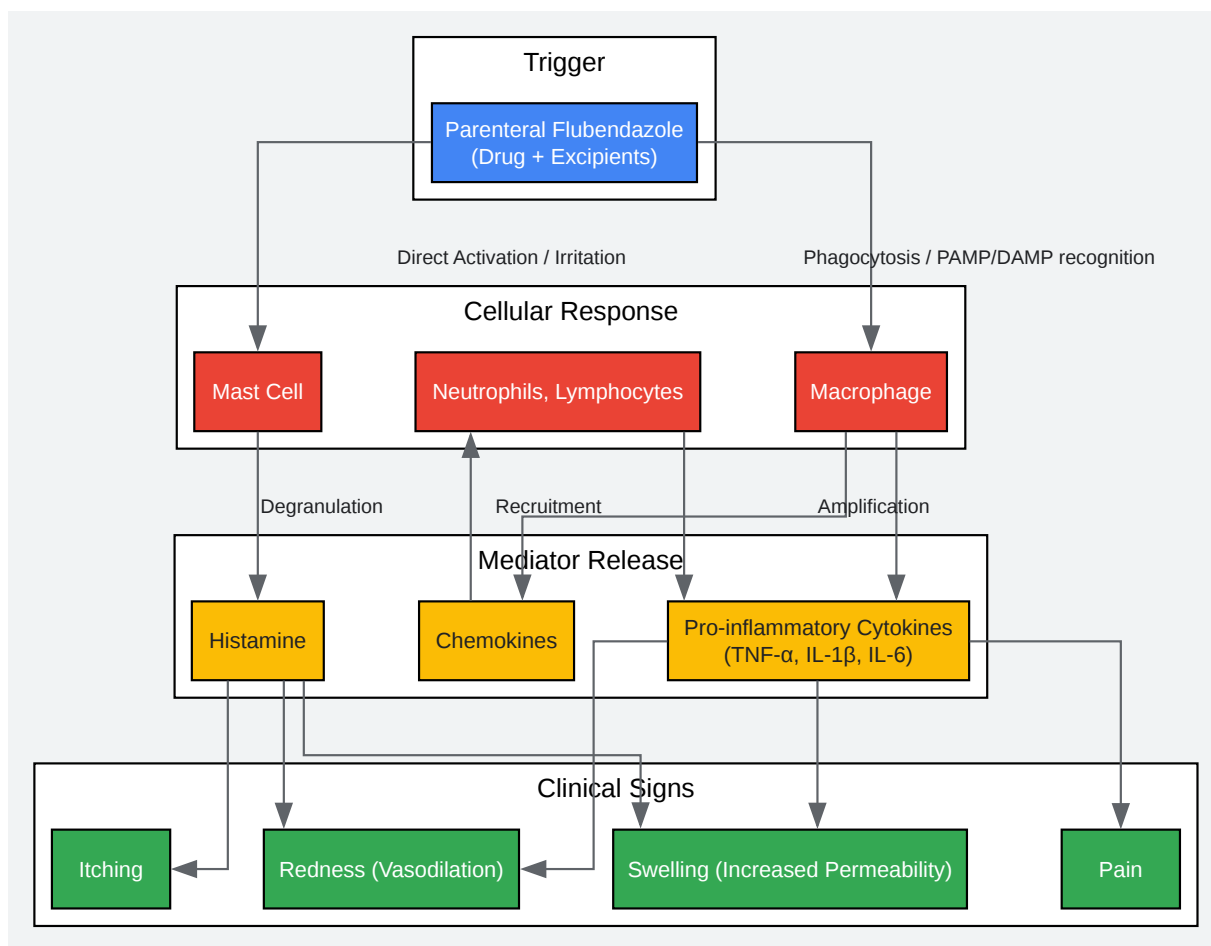 Trigger
Parenteral Flubendazole
(Drug + Excipients)
Direct Activation / Irritation
Phagocytosis / PAMP/DAMP recognition
Cellular Response
Mast Cell
Neutrophils, Lymphocytes
Macrophage
Degranulation
Recruitment
Amplification
Mediator Release
Histamine
Chemokines
Pro-inflammatory Cytokines
(TNF-α, IL-1β, IL-6)
Clinical Signs
Itching
Redness (Vasodilation)
Swelling (Increased Permeability)
Pain